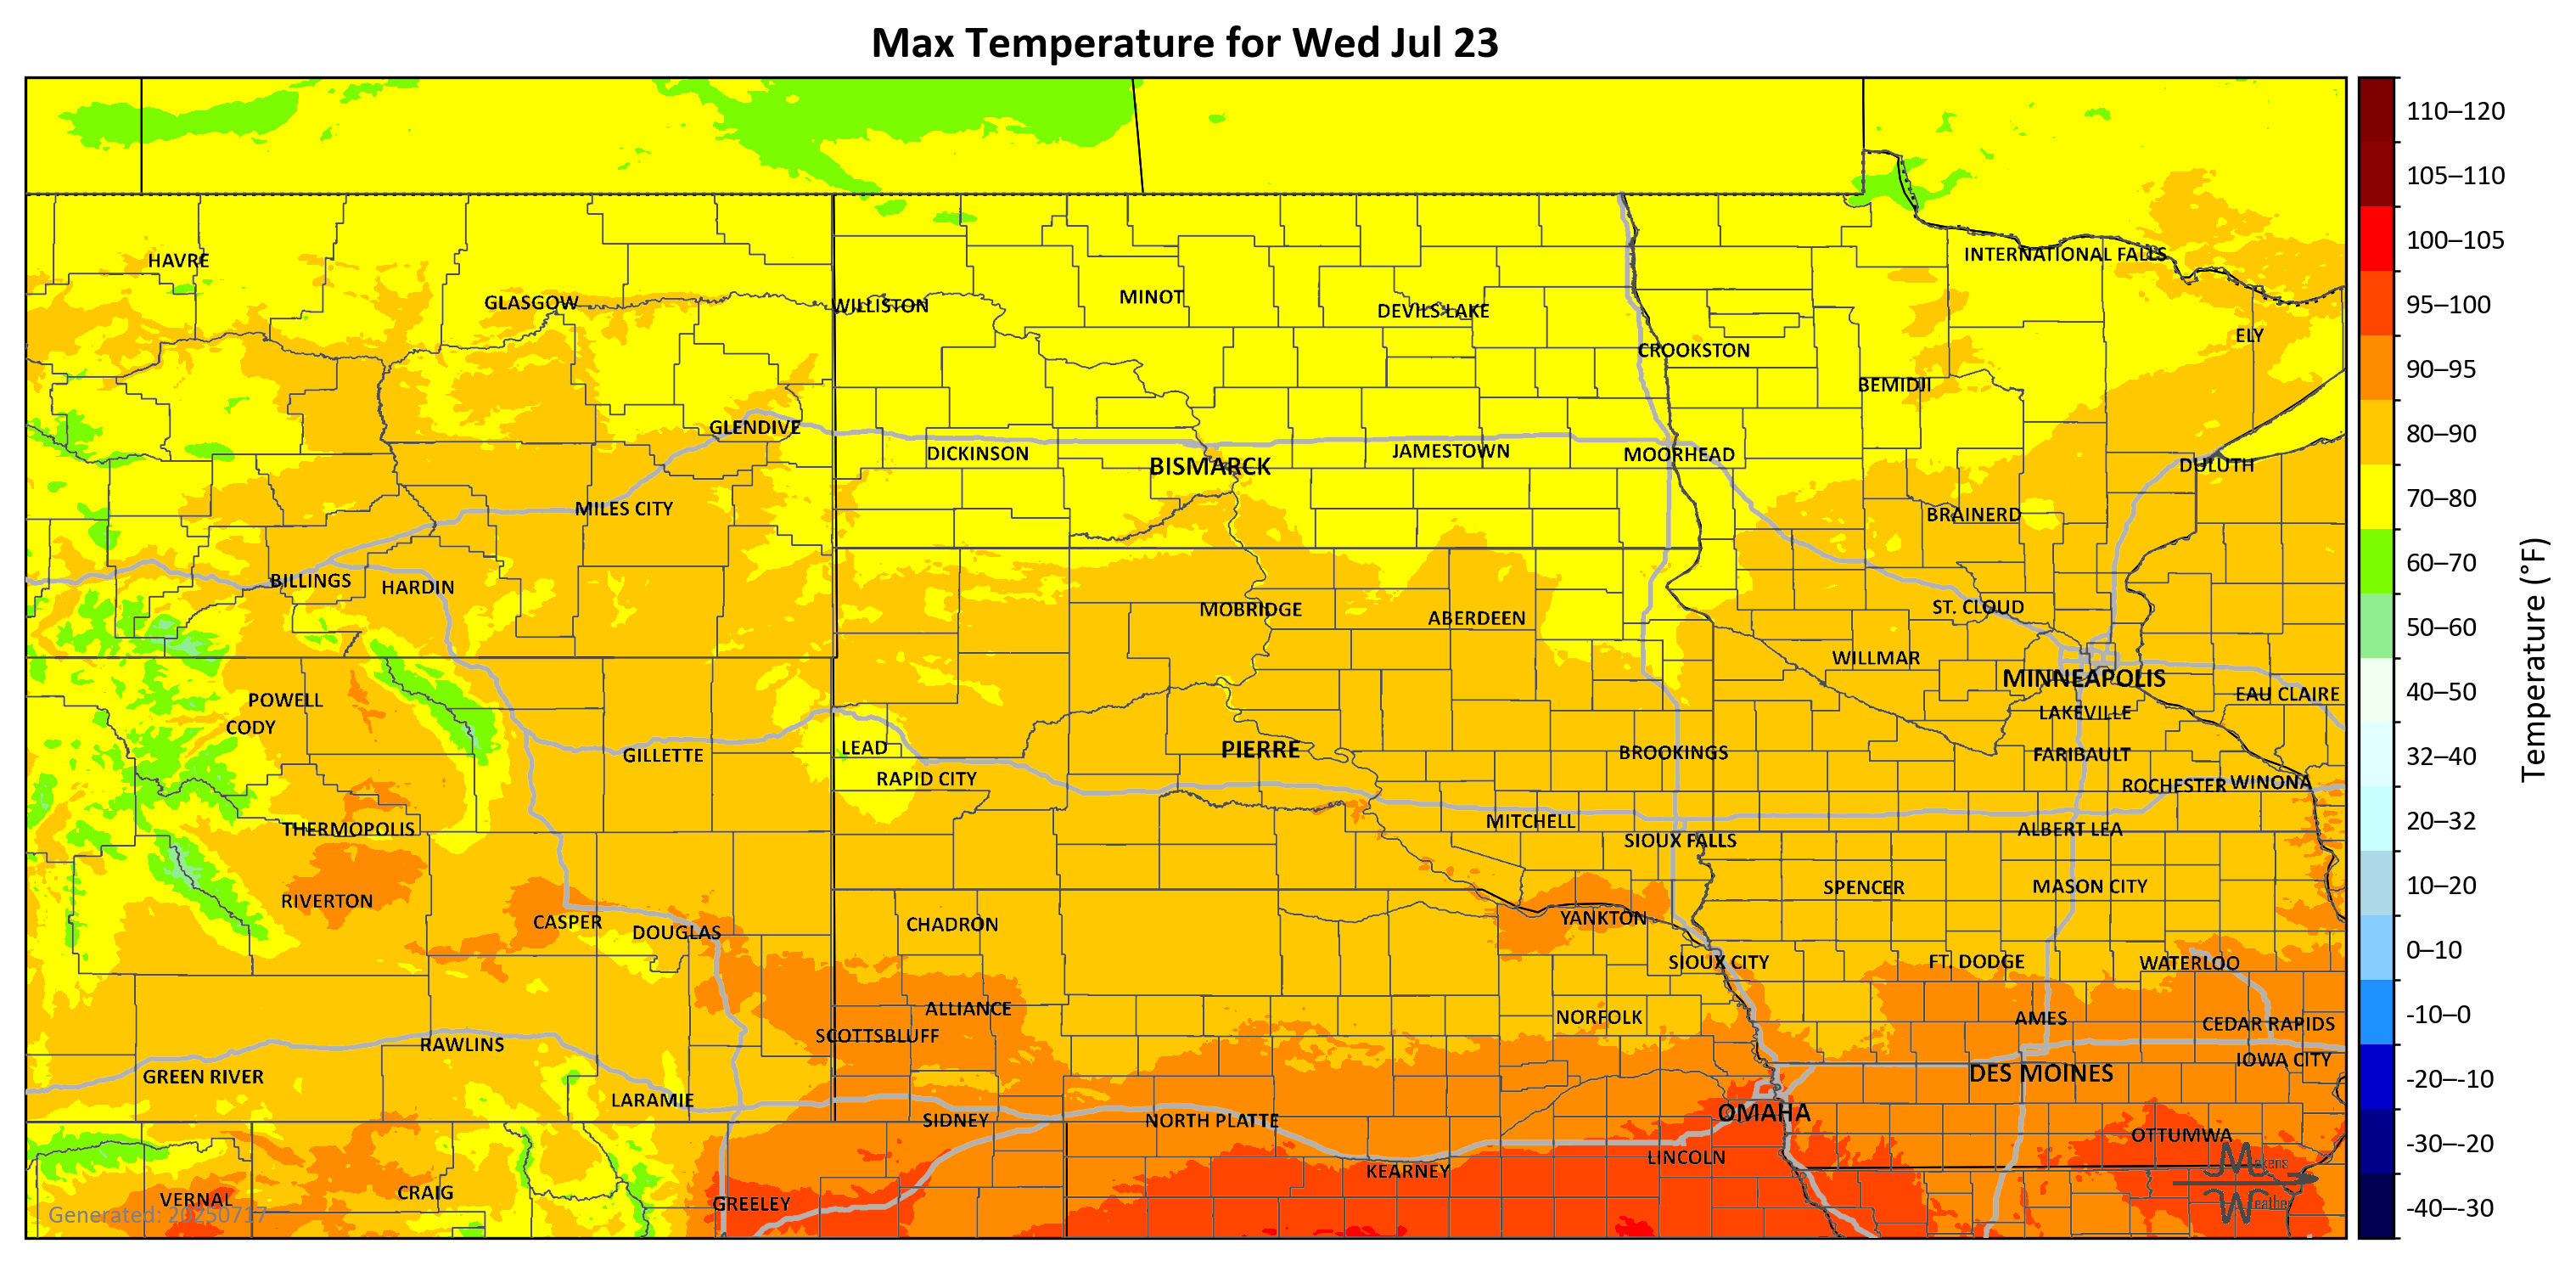 Max Temperature for Wed Jul 23
HAVRE
GLASGOW
WILLISTON
MINOT
DEVILS LAKE
CROOKSTON
INTERNATIONAL FALLS
ELY
BEMIDJI
GLENDIVE
DICKINSON
BISMARCK
JAMESTOWN
MOORHEAD
DULUTH
MILES CITY
BRAINERD
BILLINGS
HARDIN
MOBRIDGE
ABERDEEN
ST. CLOUD
WILLMAR
MINNEAPOLIS
EAU CLAIRE
POWELL
CODY
LAKEVILLE
GILLETTE
LEAD
PIERRE
BROOKINGS
FARIBAULT
RAPID CITY
ROCHESTER
WINONA
THERMOPOLIS
MITCHELL
SIOUX FALLS
ALBERT LEA
RIVERTON
SPENCER
MASON CITY
CASPER
DOUGLAS
CHADRON
YANKTON
SIOUX CITY
FT. DODGE
WATERLOO
ALLIANCE
NORFOLK
AMES
CEDAR RAPIDS
SCOTTSBLUFF
RAWLINS
IOWA CITY
GREEN RIVER
DES MOINES
LARAMIE
SIDNEY
NORTH PLATTE
OMAHA
OTTUMWA
KEARNEY
LINCOLN
VERNAL
CRAIG
GREELEY
Generated: 20250717
110–120
105–110
100–105
95–100
90–95
80–90
70–80
60–70
50–60
40–50
32–40
20–32
10–20
0–10
-10–0
-20–-10
-30–-20
-40–-30
Temperature (°F)